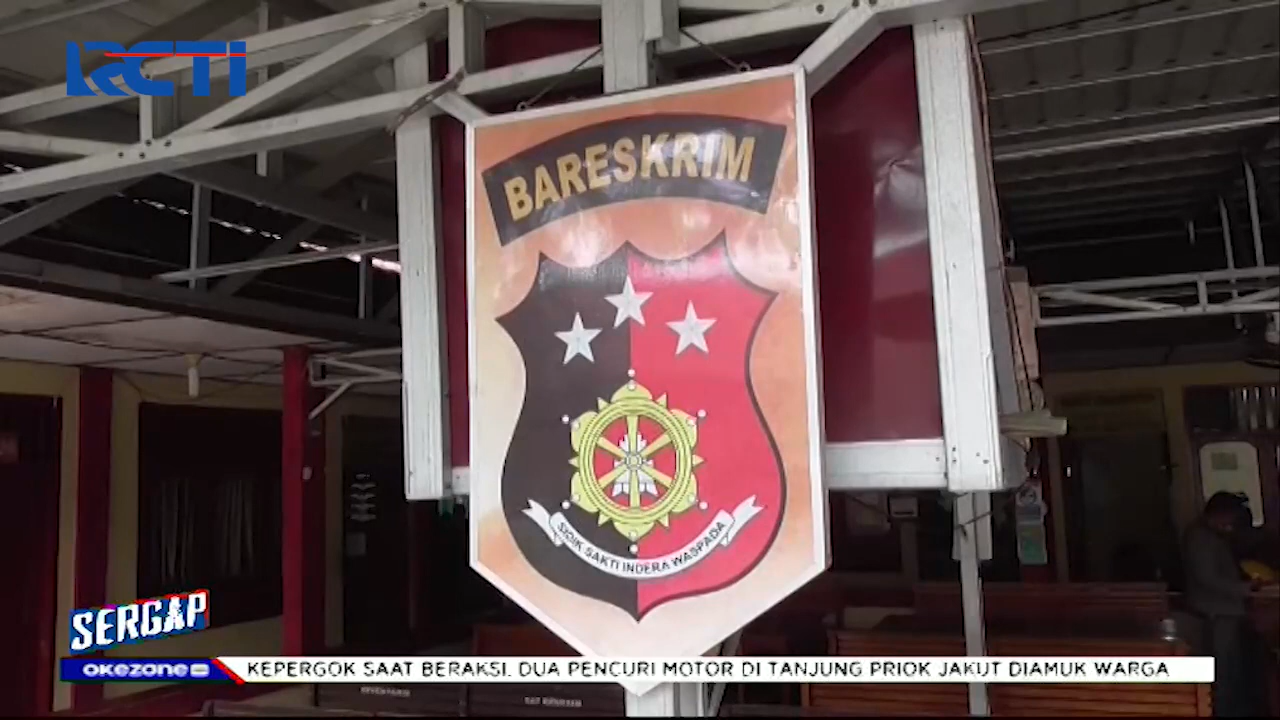 RCTI
BARESKRIM
SIDIK SAKTI INDERA WASPADA
SERGAP
OKEZONE
KEPERGOK SAAT BERAKSI, DUA PENCURI MOTOR DI TANJUNG PRIOK JAKUT DIAMUK WARGA